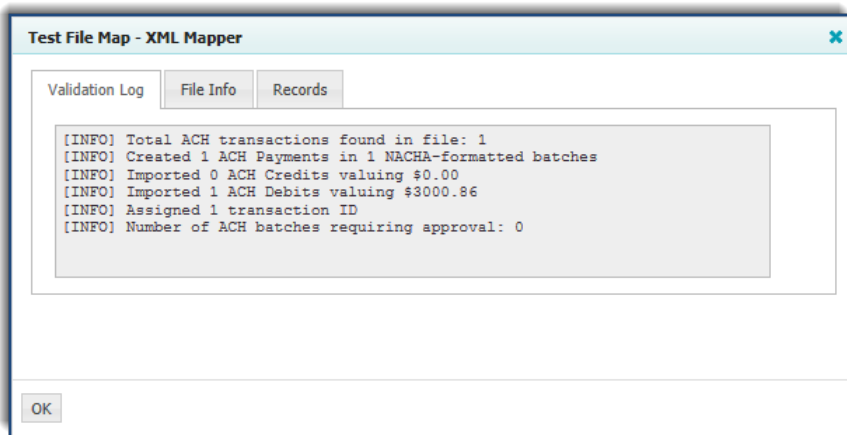 Test File Map - XML Mapper
Validation Log File Info Records
[INFO] Total ACH transactions found in file: 1
[INFO] Created 1 ACH Payments in 1 NACHA-formatted batches
[INFO] Imported 0 ACH Credits valuing $0.00
[INFO] Imported 1 ACH Debits valuing $3000.86
[INFO] Assigned 1 transaction ID
[INFO] Number of ACH batches requiring approval: 0
OK